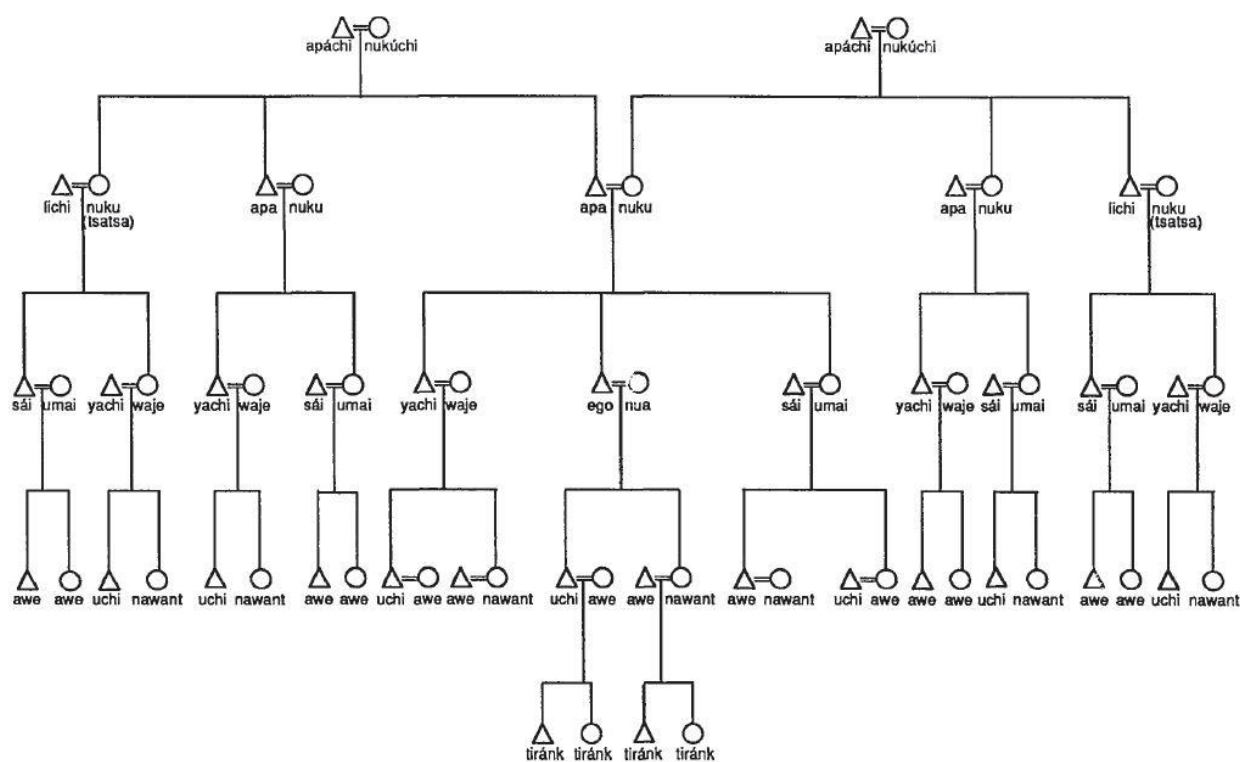 apáchi nukúchi apáchi nukúchi
líchi nuku apa nuku apa nuku apa nuku líchi nuku
(tsatsa) (tsatsa)
sái umai yachi waje yachi waje sái umai yachi waje ego nua sái umai yachi waje sái umai sái umai yachi waje
awe awe uchi nawant uchi nawant awe awe uchi awe awe nawant uchi awe awe nawant awe nawant uchi awe awe awe uchi nawant awe awe uchi nawant
tiránk tiránk tiránk tiránk